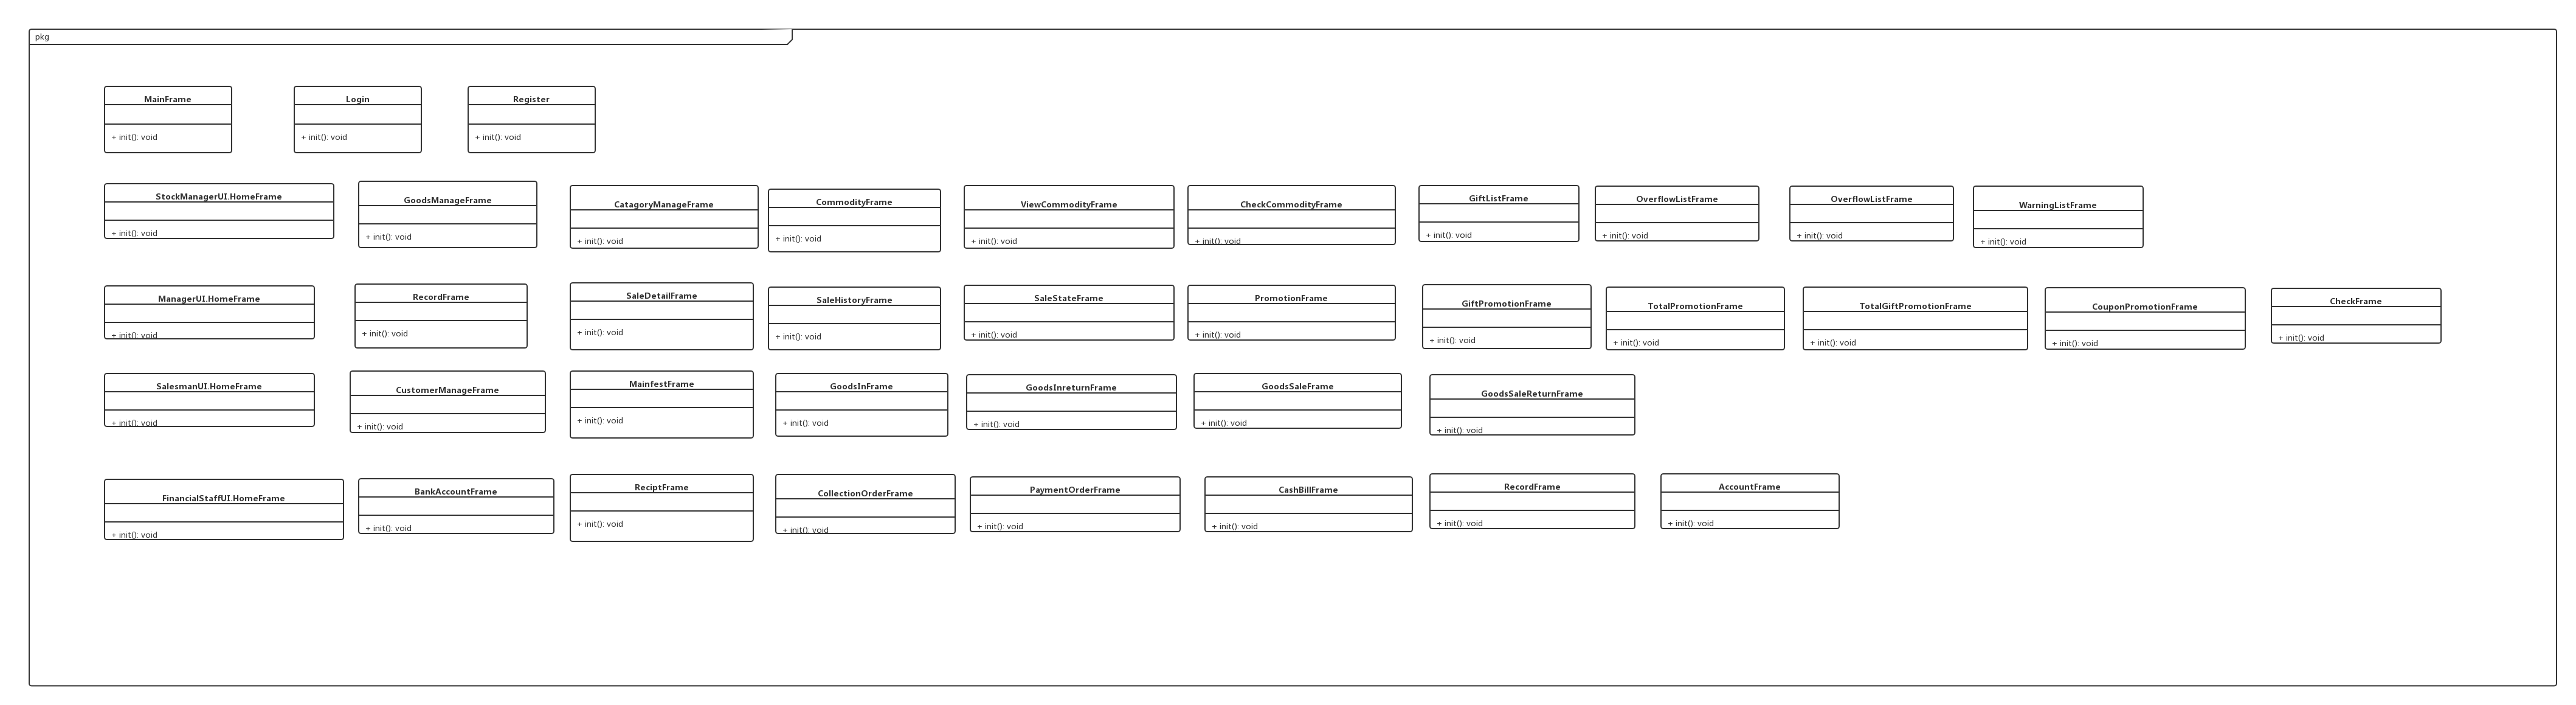 pkg
MainFrame
+ init(): void
Login
+ init(): void
Register
+ init(): void
StockManagerUI.HomeFrame
+ init(): void
GoodsManageFrame
+ init(): void
CatagoryManageFrame
+ init(): void
CommodityFrame
+ init(): void
ViewCommodityFrame
+ init(): void
CheckCommodityFrame
+ init(): void
GiftListFrame
+ init(): void
OverflowListFrame
+ init(): void
OverflowListFrame
+ init(): void
WarningListFrame
+ init(): void
ManagerUI.HomeFrame
+ init(): void
RecordFrame
+ init(): void
SaleDetailFrame
+ init(): void
SaleHistoryFrame
+ init(): void
SaleStateFrame
+ init(): void
PromotionFrame
+ init(): void
GiftPromotionFrame
+ init(): void
TotalPromotionFrame
+ init(): void
TotalGiftPromotionFrame
+ init(): void
CouponPromotionFrame
+ init(): void
CheckFrame
+ init(): void
SalesmanUI.HomeFrame
+ init(): void
CustomerManageFrame
+ init(): void
MainfestFrame
+ init(): void
GoodsInFrame
+ init(): void
GoodsInreturnFrame
+ init(): void
GoodsSaleFrame
+ init(): void
GoodsSaleReturnFrame
+ init(): void
FinancialStaffUI.HomeFrame
+ init(): void
BankAccountFrame
+ init(): void
ReciptFrame
+ init(): void
CollectionOrderFrame
+ init(): void
PaymentOrderFrame
+ init(): void
CashBillFrame
+ init(): void
RecordFrame
+ init(): void
AccountFrame
+ init(): void